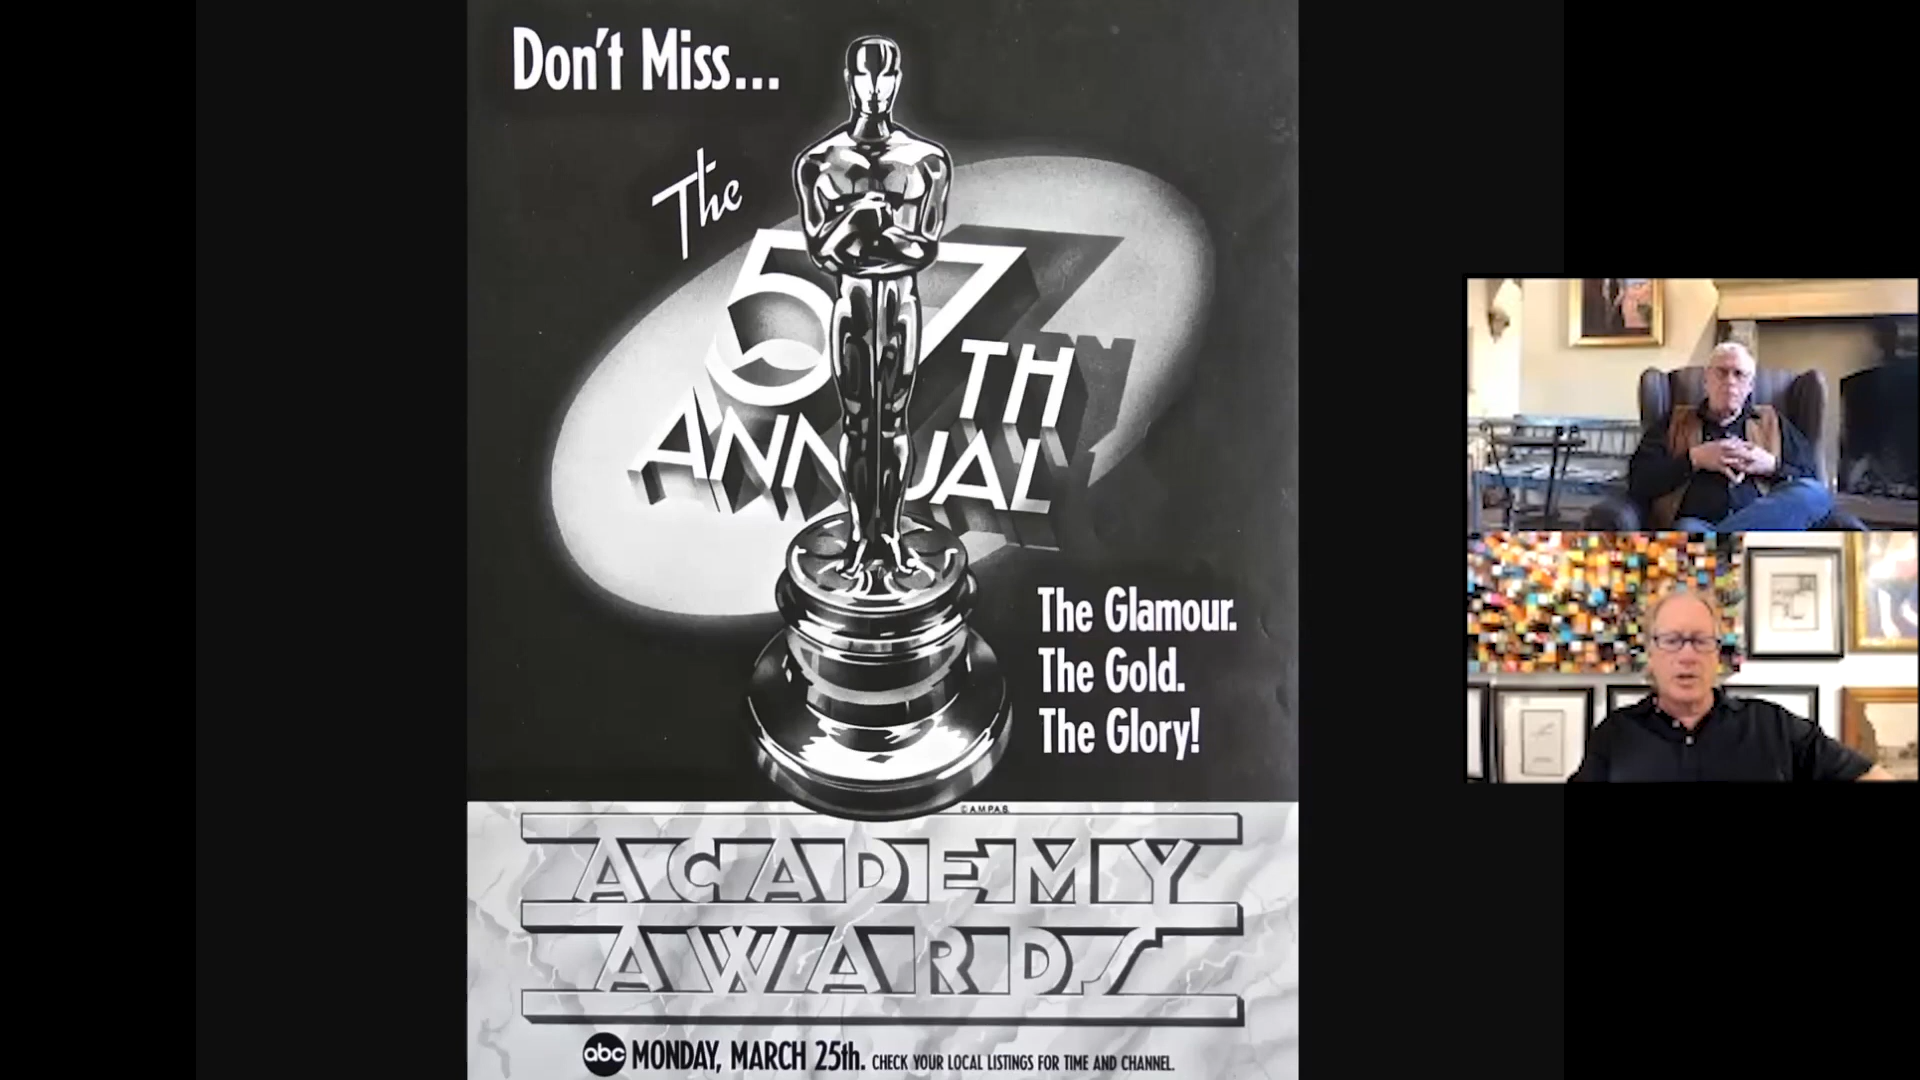 Don't Miss...
The
57TH
ANNUAL
The Glamour.
The Gold.
The Glory!
© A.M.P.A.S.
ACADEMY
AWARDS
abc MONDAY, MARCH 25th. CHECK YOUR LOCAL LISTINGS FOR TIME AND CHANNEL.